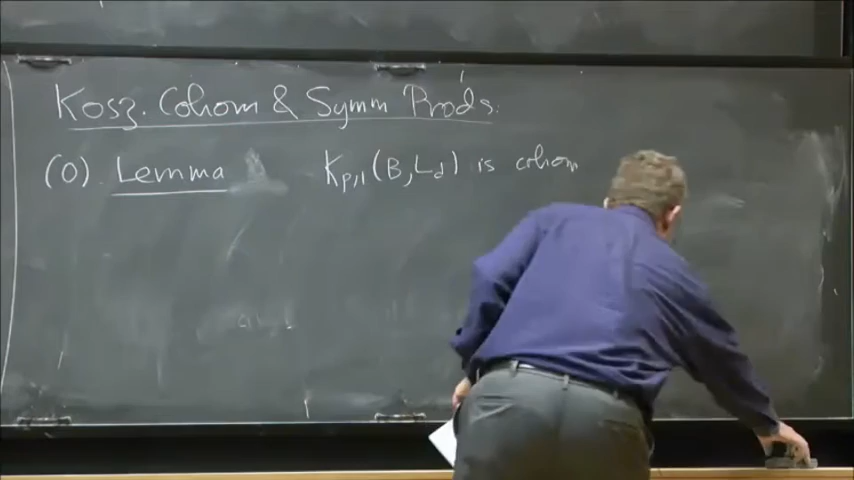 Kosz. Cohom & Symm Prods.
(0). Lemma K_{p,1}(B, L_d) is cohom